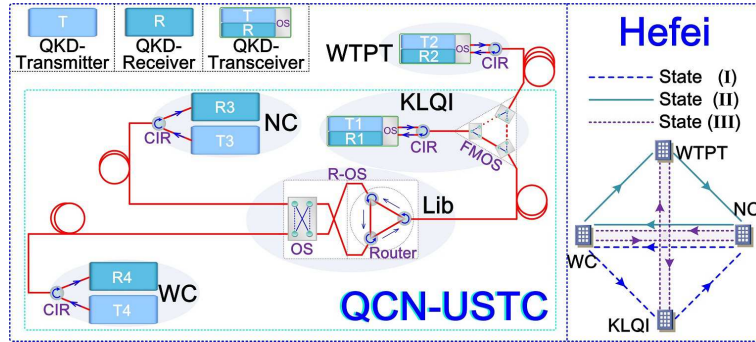 T
QKD-
Transmitter
R
QKD-
Receiver
T
R
OS
QKD-
Transceiver
WTPT
T2
R2
OS
CIR
KLQI
T1
R1
OS
CIR
FMOS
R3
T3
CIR
NC
R-OS
OS
Router
Lib
R4
T4
CIR
WC
QCN-USTC
Hefei
State (I)
State (II)
State (III)
WTPT
NC
WC
KLQI